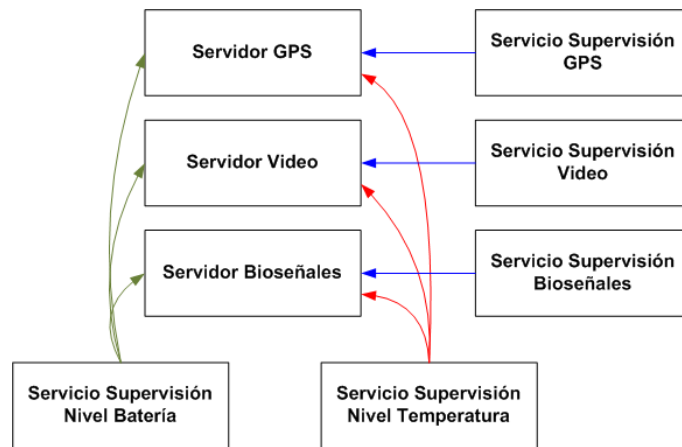 Servidor GPS
Servicio Supervisión
GPS
Servidor Video
Servicio Supervisión
Video
Servidor Bioseñales
Servicio Supervisión
Bioseñales
Servicio Supervisión
Nivel Batería
Servicio Supervisión
Nivel Temperatura